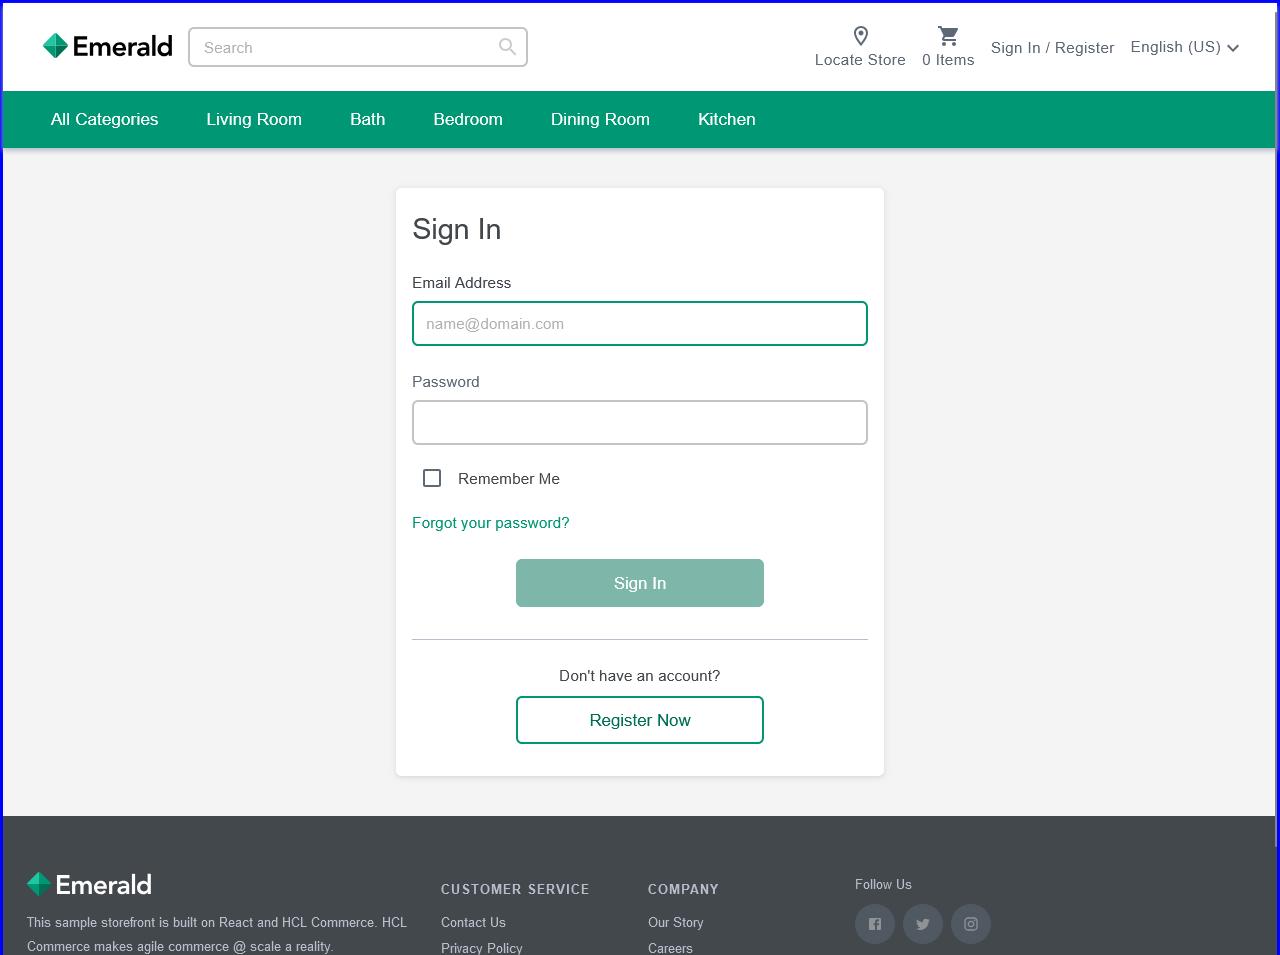 Emerald
Search
Locate Store
0 Items
Sign In / Register
English (US)
All Categories
Living Room
Bath
Bedroom
Dining Room
Kitchen
Sign In
Email Address
name@domain.com
Password
Remember Me
Forgot your password?
Sign In
Don't have an account?
Register Now
Emerald
This sample storefront is built on React and HCL Commerce. HCL
Commerce makes agile commerce @ scale a reality.
CUSTOMER SERVICE
Contact Us
Privacy Policy
COMPANY
Our Story
Careers
Follow Us